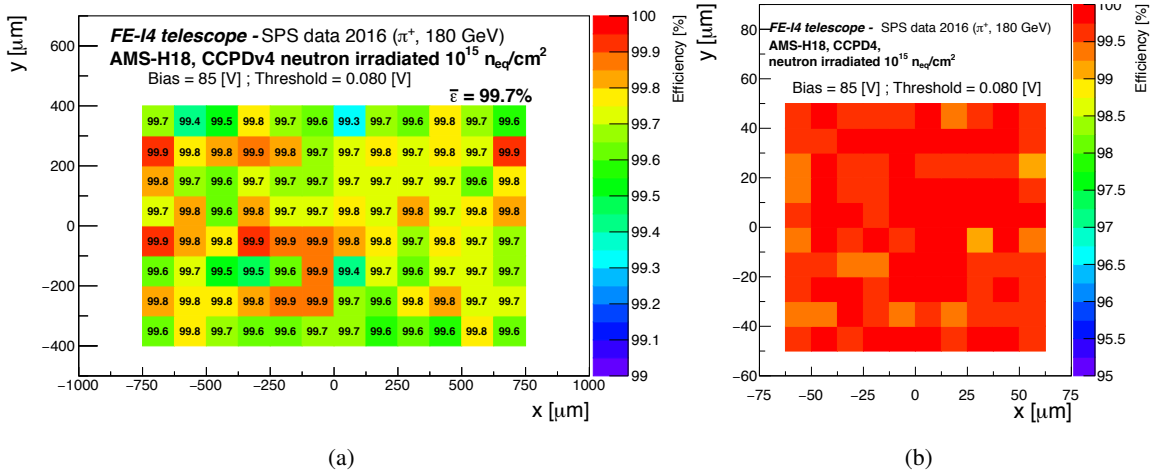 FE-I4 telescope - SPS data 2016 (π⁺, 180 GeV)
AMS-H18, CCPDv4 neutron irradiated 10¹⁵ n_eq/cm²
Bias = 85 [V] ; Threshold = 0.080 [V]
ε̅ = 99.7%
y [μm]
600
400
200
0
−200
−400
99.7 99.4 99.5 99.8 99.7 99.6 99.3 99.7 99.6 99.8 99.7 99.6
99.9 99.8 99.8 99.9 99.8 99.7 99.7 99.8 99.7 99.8 99.7 99.9
99.8 99.7 99.6 99.7 99.7 99.7 99.7 99.7 99.7 99.7 99.6 99.8
99.7 99.8 99.6 99.8 99.7 99.7 99.8 99.7 99.8 99.7 99.8 99.8
99.9 99.8 99.8 99.9 99.9 99.9 99.8 99.8 99.7 99.8 99.7 99.7
99.6 99.7 99.5 99.5 99.6 99.9 99.4 99.7 99.6 99.7 99.7 99.6
99.8 99.8 99.8 99.8 99.9 99.9 99.7 99.6 99.8 99.8 99.7 99.7
99.6 99.8 99.7 99.7 99.7 99.7 99.7 99.6 99.6 99.6 99.8 99.6
−1000 −750 −500 −250 0 250 500 750 1000
x [μm]
Efficiency [%]
100
99.9
99.8
99.7
99.6
99.5
99.4
99.3
99.2
99.1
99
(a)
FE-I4 telescope - SPS data 2016 (π⁺, 180 GeV)
AMS-H18, CCPD4,
neutron irradiated 10¹⁵ n_eq/cm²
Bias = 85 [V] ; Threshold = 0.080 [V]
y [μm]
80
60
40
20
0
−20
−40
−60
−75 −50 −25 0 25 50 75
x [μm]
Efficiency [%]
100
99.5
99
98.5
98
97.5
97
96.5
96
95.5
95
(b)